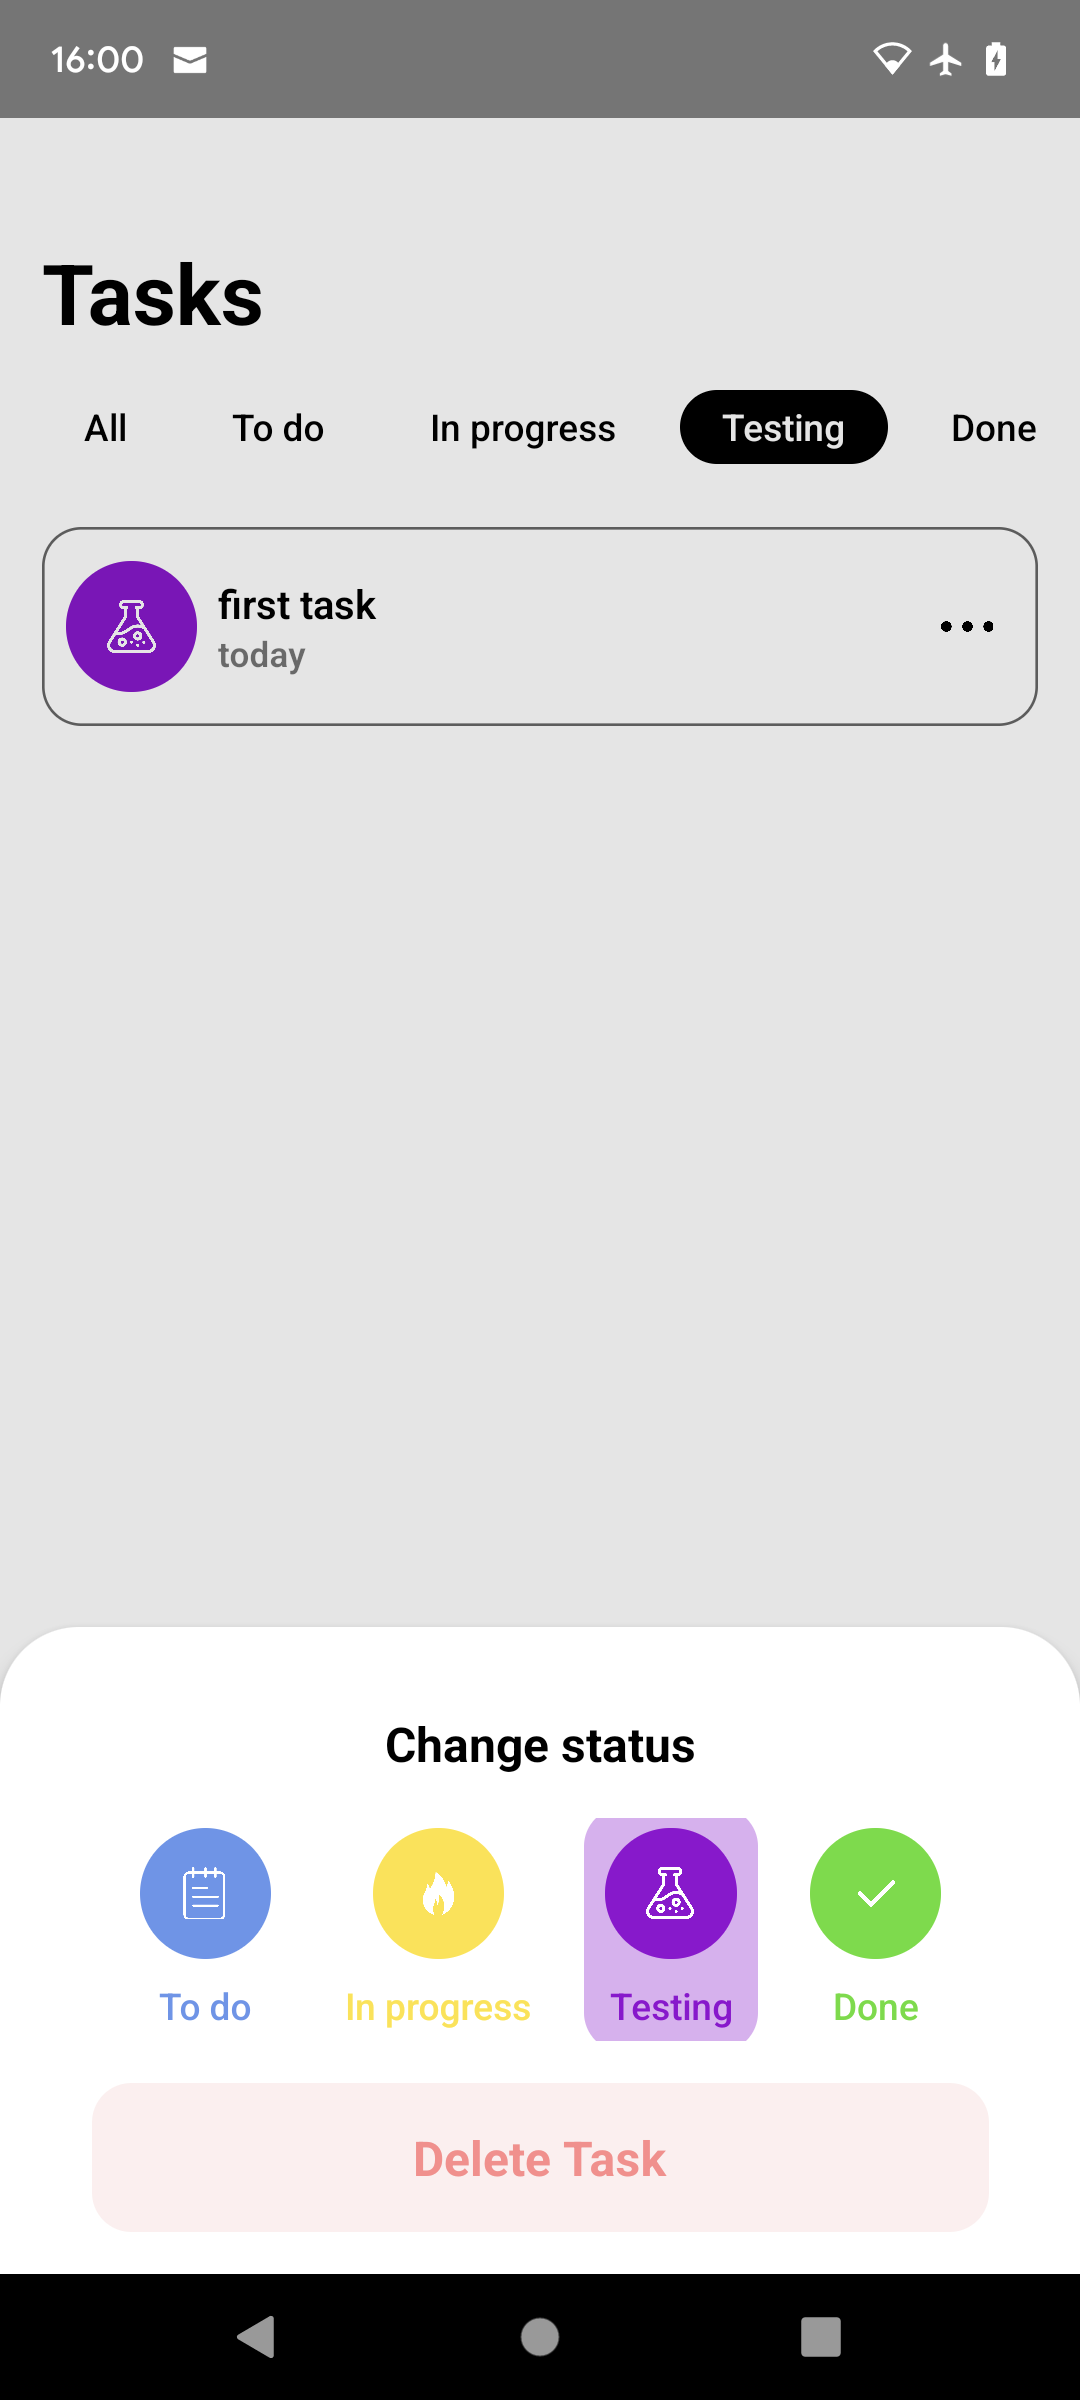 16:00
Tasks
All To do In progress Testing Done
first task
today
Change status
To do In progress Testing Done
Delete Task